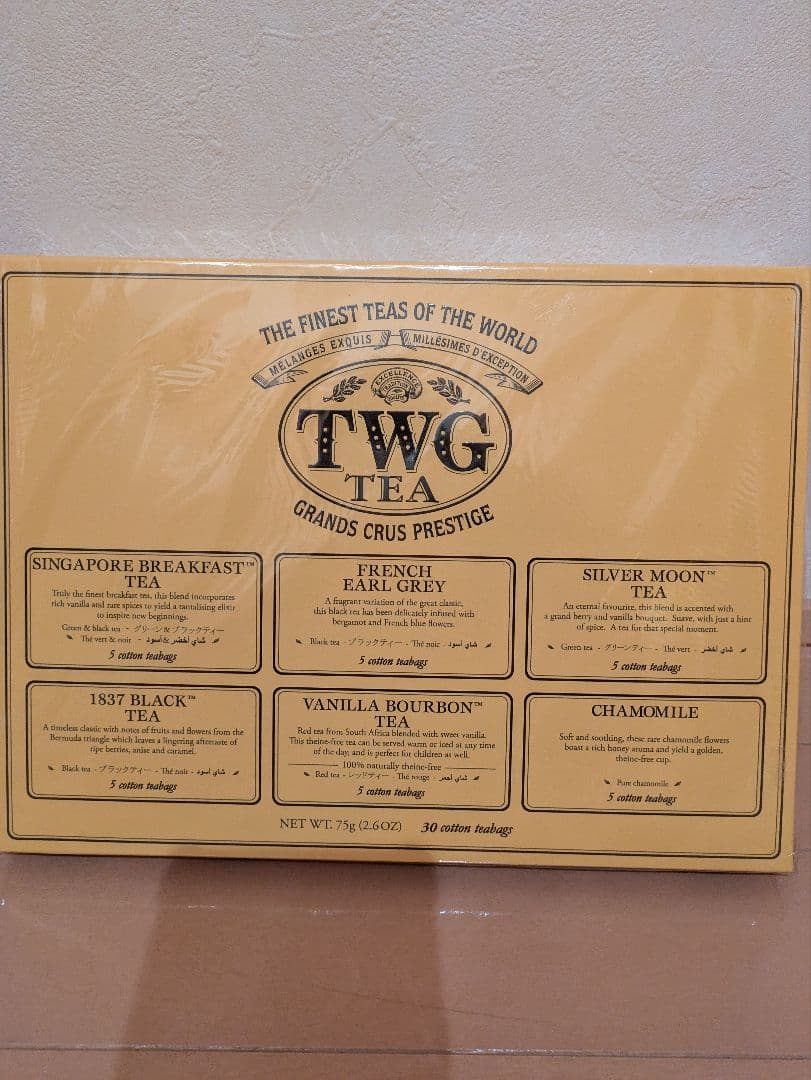 THE FINEST TEAS OF THE WORLD
MÉLANGES EXQUIS MILLÉSIMES D'EXCEPTION
EXCELLENCE
TRADITION
TWG
TEA
GRANDS CRUS PRESTIGE
SINGAPORE BREAKFAST™
TEA
Truly the finest breakfast tea, this blend incorporates
rich vanilla and rare spices to yield a tantalising elixir
to inspire new beginnings.
Green & black tea - グリーン&ブラックティー
Thé vert & noir - شاي أخضر & أسود
5 cotton teabags
FRENCH
EARL GREY
A fragrant variation of the great classic,
this black tea has been delicately infused with
bergamot and French blue flowers.
Black tea - ブラックティー - Thé noir - شاي أسود
5 cotton teabags
SILVER MOON™
TEA
An eternal favourite, this blend is accented with
a grand berry and vanilla bouquet. Suave, with just a hint
of spice. A tea for that special moment.
Green tea - グリーンティー - Thé vert - شاي أخضر
5 cotton teabags
1837 BLACK™
TEA
A timeless classic with notes of fruits and flowers from the
Bermuda triangle which leaves a lingering aftertaste of
ripe berries, anise and caramel.
Black tea - ブラックティー - Thé noir - شاي أسود
5 cotton teabags
VANILLA BOURBON™
TEA
Red tea from South Africa blended with sweet vanilla.
This theine-free tea can be served warm or iced at any time
of the day, and is perfect for children as well.
100% naturally theine-free
Red tea - レッドティー - Thé rouge - شاي أحمر
5 cotton teabags
CHAMOMILE
Soft and soothing, these rare chamomile flowers
boast a rich honey aroma and yield a golden,
theine-free cup.
Pure chamomile
5 cotton teabags
NET WT. 75g (2.6OZ) 30 cotton teabags